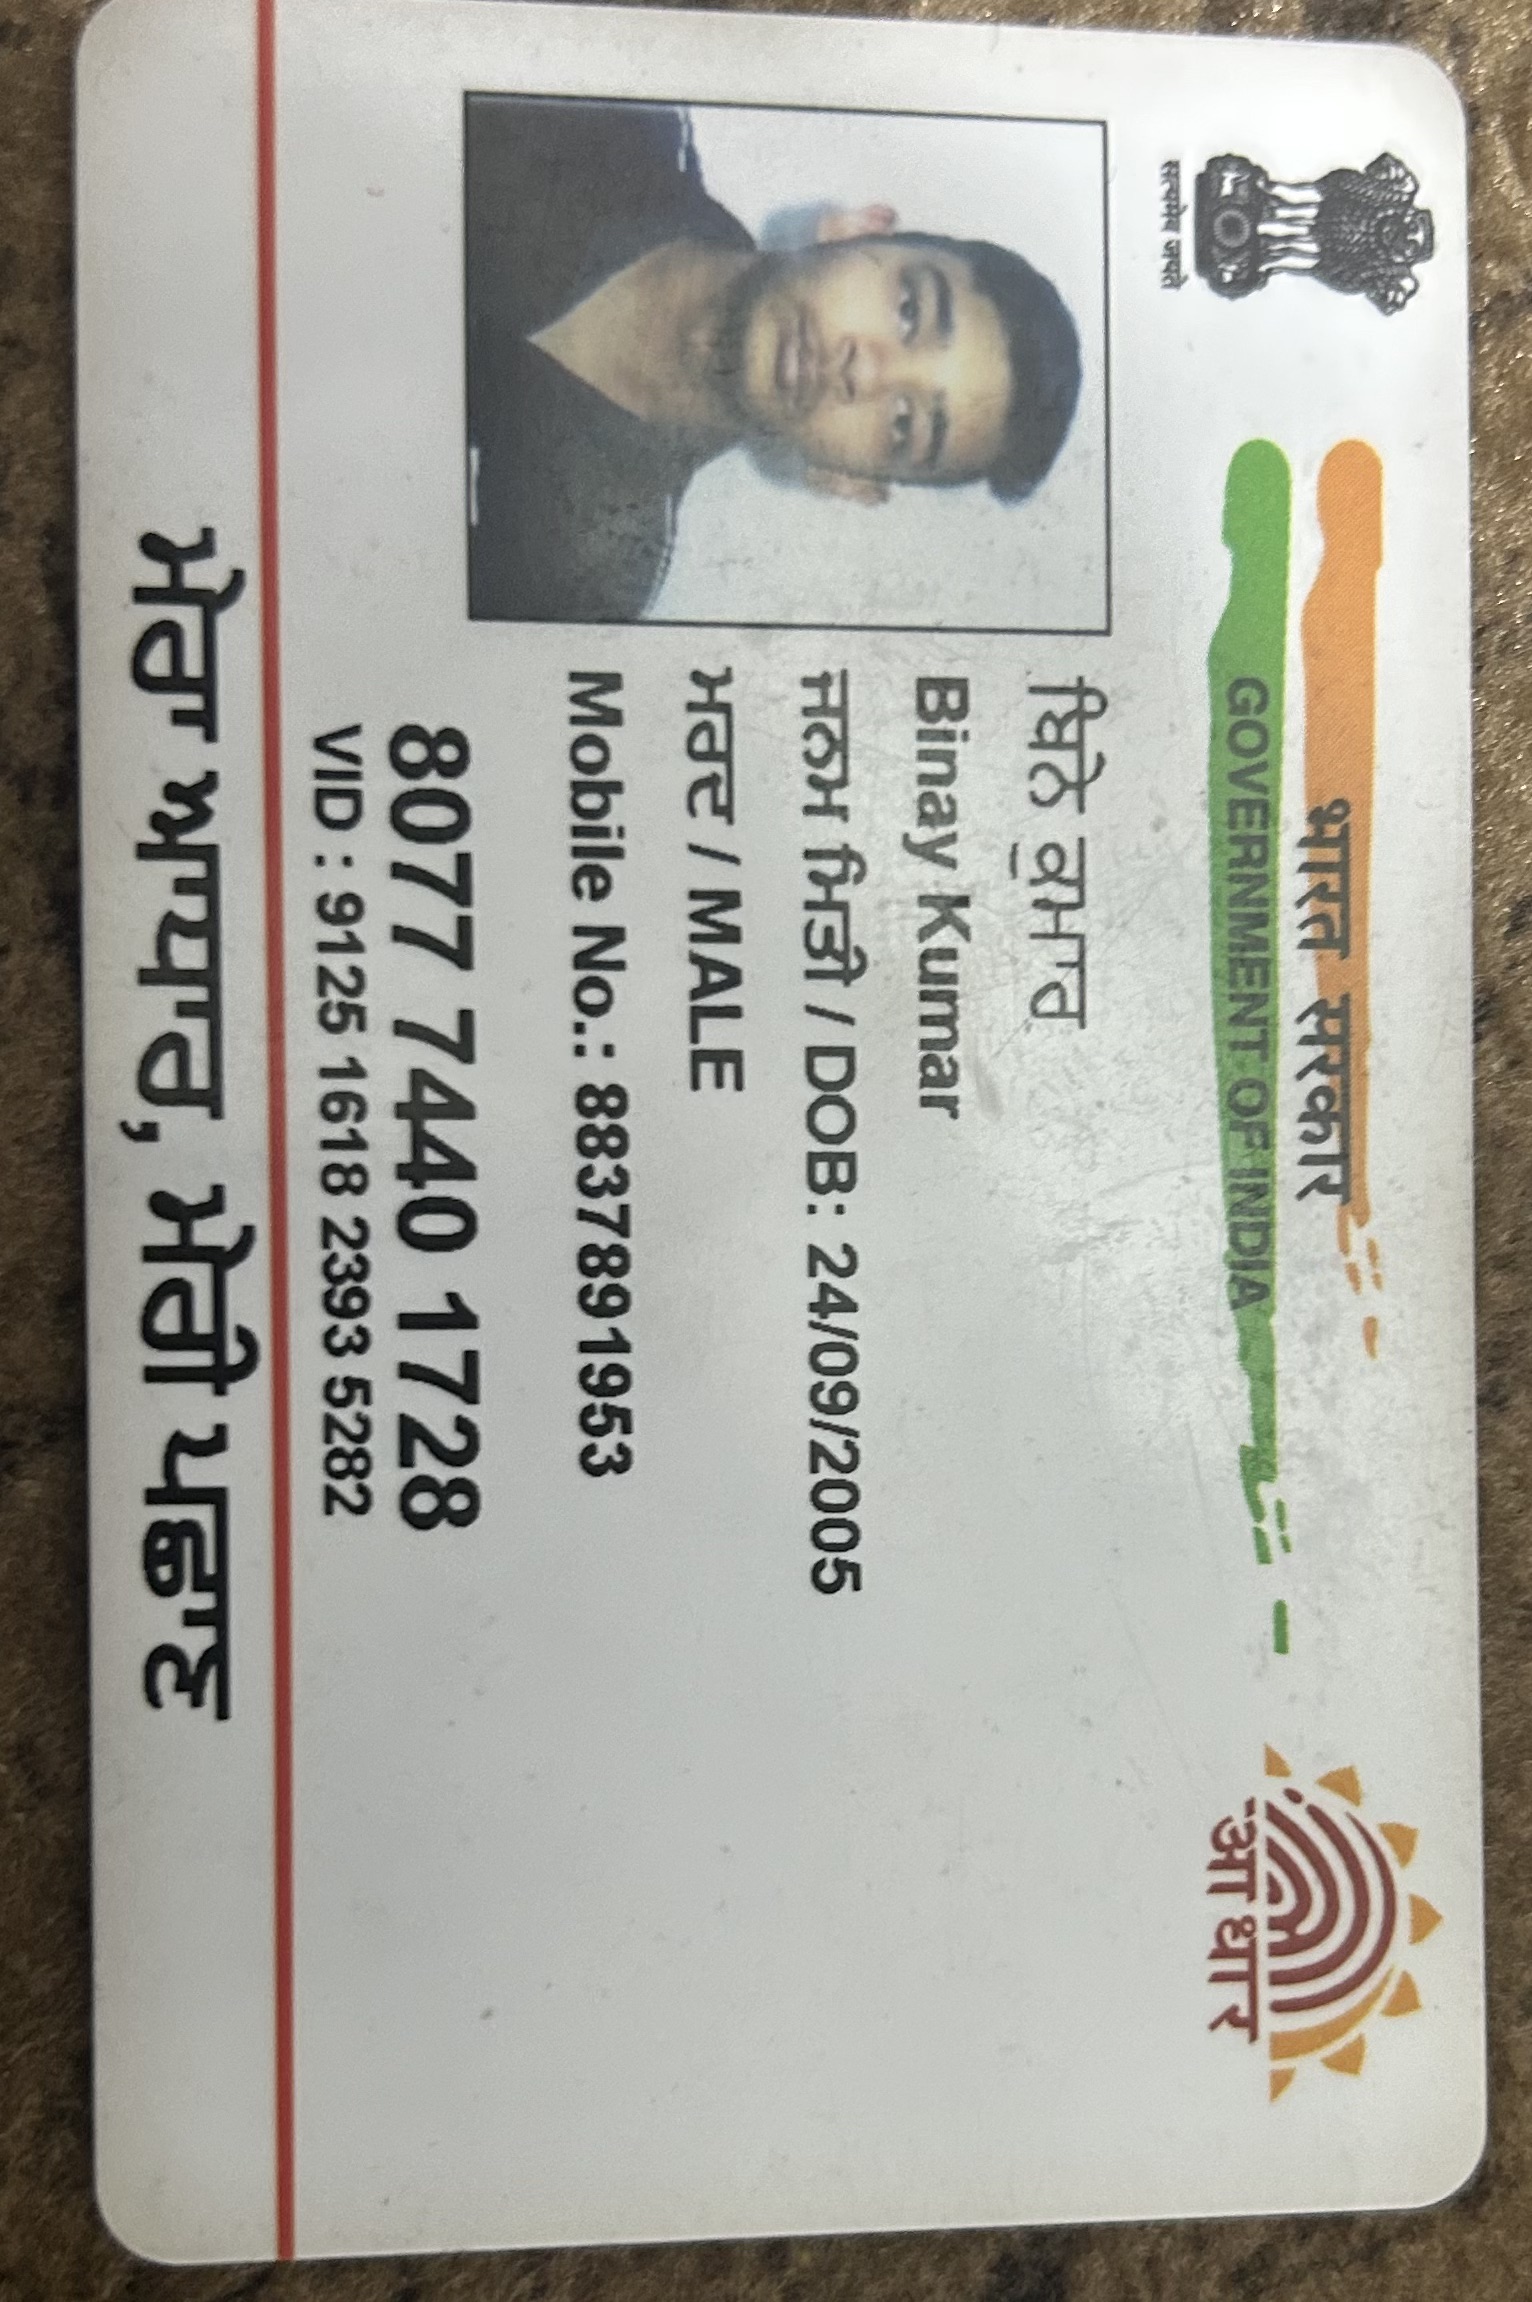 भारत सरकार
GOVERNMENT OF INDIA
सत्यमेव जयते
आधार
ਬਿਨੇ ਕੁਮਾਰ
Binay Kumar
ਜਨਮ ਮਿਤੀ / DOB: 24/09/2005
ਮਰਦ / MALE
Mobile No.: 8837891953
8077 7440 1728
VID : 9125 1618 2393 5282
ਮੇਰਾ ਆਧਾਰ, ਮੇਰੀ ਪਛਾਣ